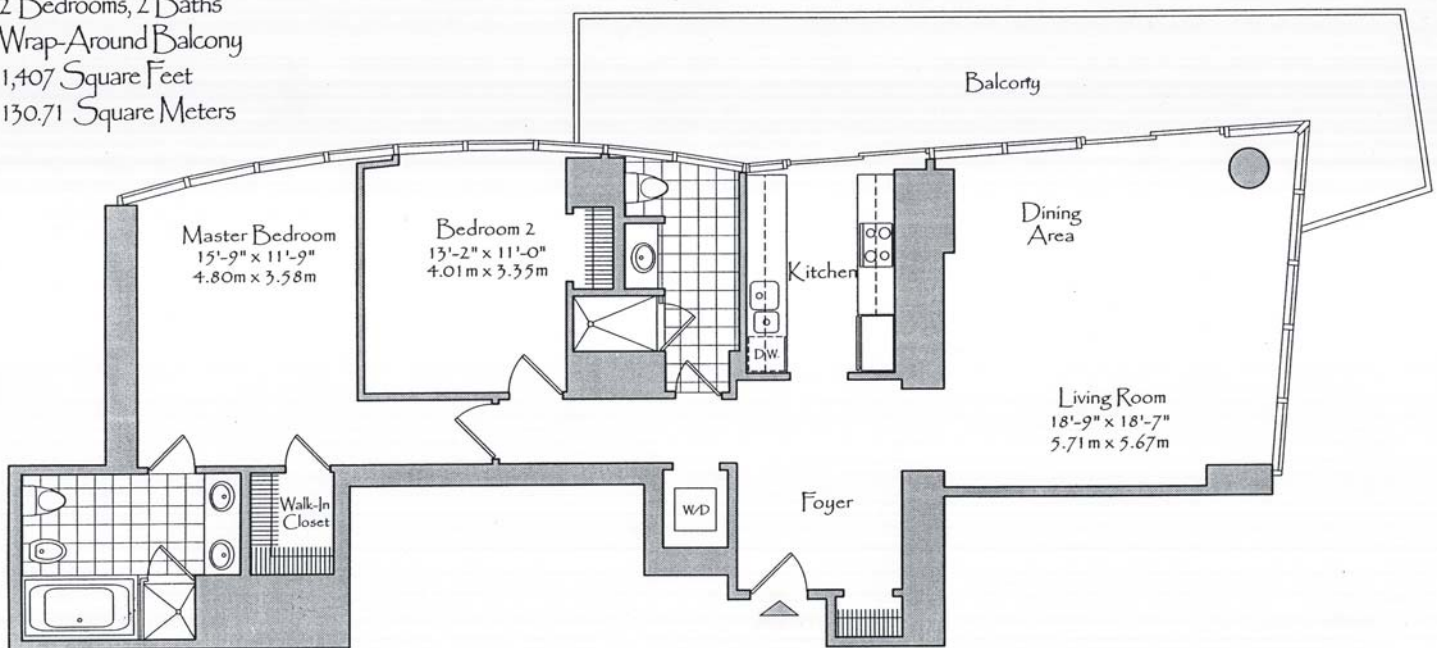 2 Bedrooms, 2 Baths
Wrap-Around Balcony
1,407 Square Feet
130.71 Square Meters
Balcony
Master Bedroom
15'-9" x 11'-9"
4.80m x 3.58m
Bedroom 2
13'-2" x 11'-0"
4.01m x 3.35m
Kitchen
D.W.
Dining
Area
Living Room
18'-9" x 18'-7"
5.71m x 5.67m
Walk-In
Closet
W/D
Foyer